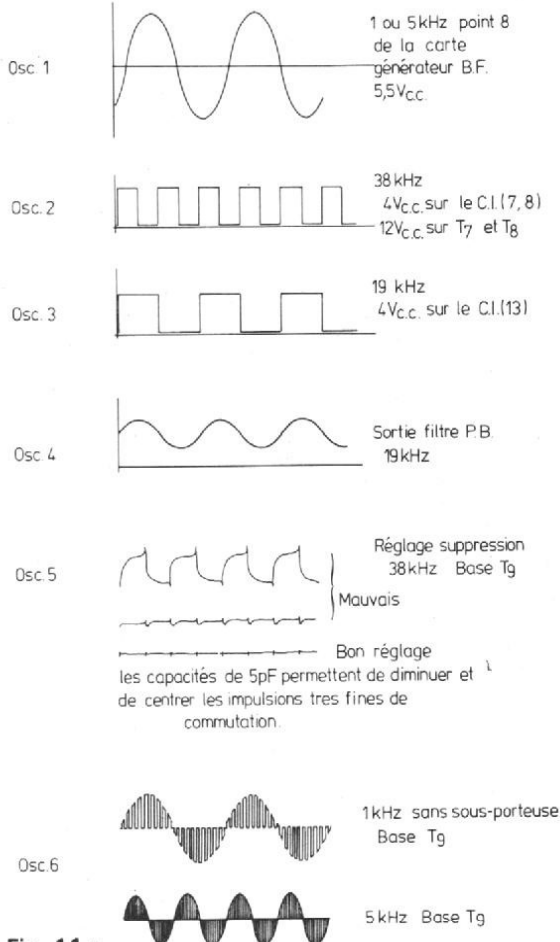 Osc. 1
1 ou 5kHz point 8
de la carte
générateur B.F.
5,5Vc.c.
Osc. 2
38 kHz
4Vc.c. sur le C.I.(7, 8)
12Vc.c. sur T7 et T8
Osc. 3
19 kHz
4Vc.c. sur le C.I.(13)
Osc. 4
Sortie filtre P.B.
19kHz
Osc. 5
Réglage suppression
38kHz Base T9
Mauvais
Bon réglage
les capacités de 5pF permettent de diminuer et
de centrer les impulsions tres fines de
commutation.
Osc.6
1kHz sans sous-porteuse
Base T9
5kHz Base T9